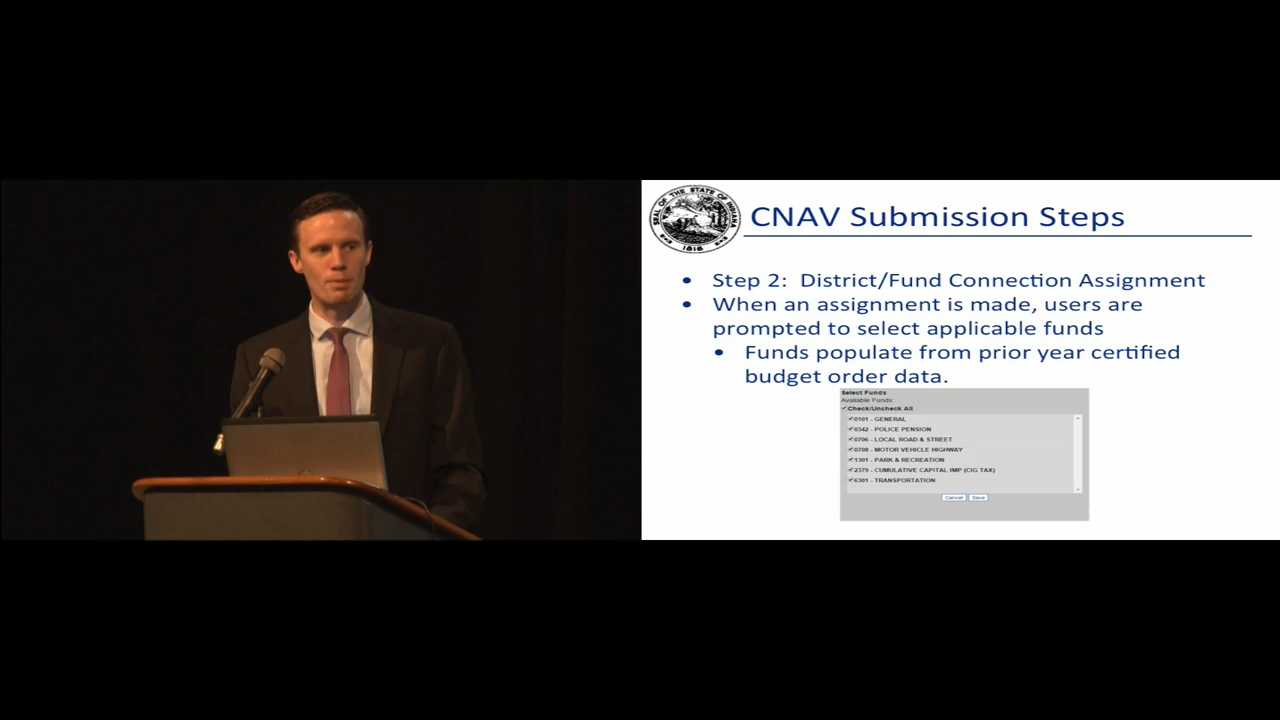 SEAL OF THE STATE OF INDIANA
1816
CNAV Submission Steps
• Step 2: District/Fund Connection Assignment
• When an assignment is made, users are
prompted to select applicable funds
• Funds populate from prior year certified
budget order data.
Select Funds
Available Funds:
Check/Uncheck All
0101 - GENERAL
0342 - POLICE PENSION
0706 - LOCAL ROAD & STREET
0708 - MOTOR VEHICLE HIGHWAY
1301 - PARK & RECREATION
2379 - CUMULATIVE CAPITAL IMP (CIG TAX)
6301 - TRANSPORTATION
Cancel Save